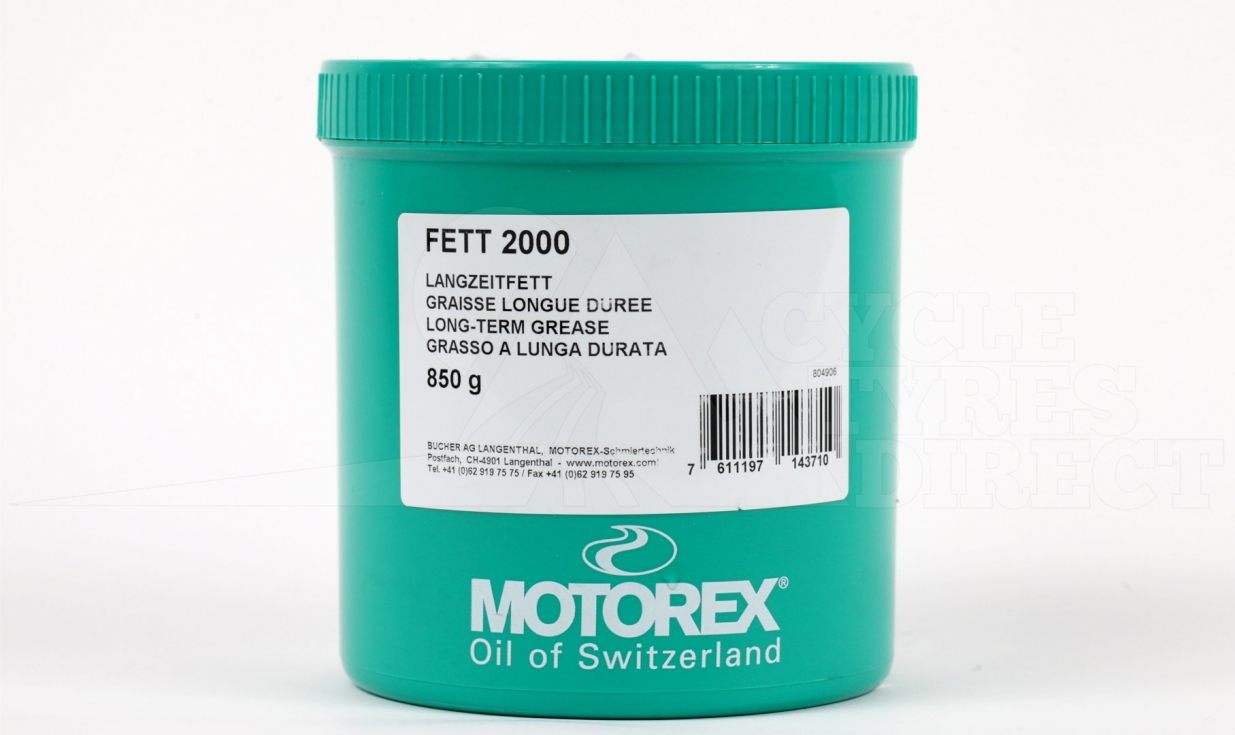 FETT 2000
LANGZEITFETT
GRAISSE LONGUE DUREE
LONG-TERM GREASE
GRASSO A LUNGA DURATA
850 g
804906
BUCHER AG LANGENTHAL, MOTOREX-Schmiertechnik
Postfach, CH-4901 Langenthal - www.motorex.com
Tel. +41 (0)62 919 75 75 / Fax +41 (0)62 919 75 95
7 611197 143710
MOTOREX®
Oil of Switzerland
CYCLE
TYRES
DIRECT